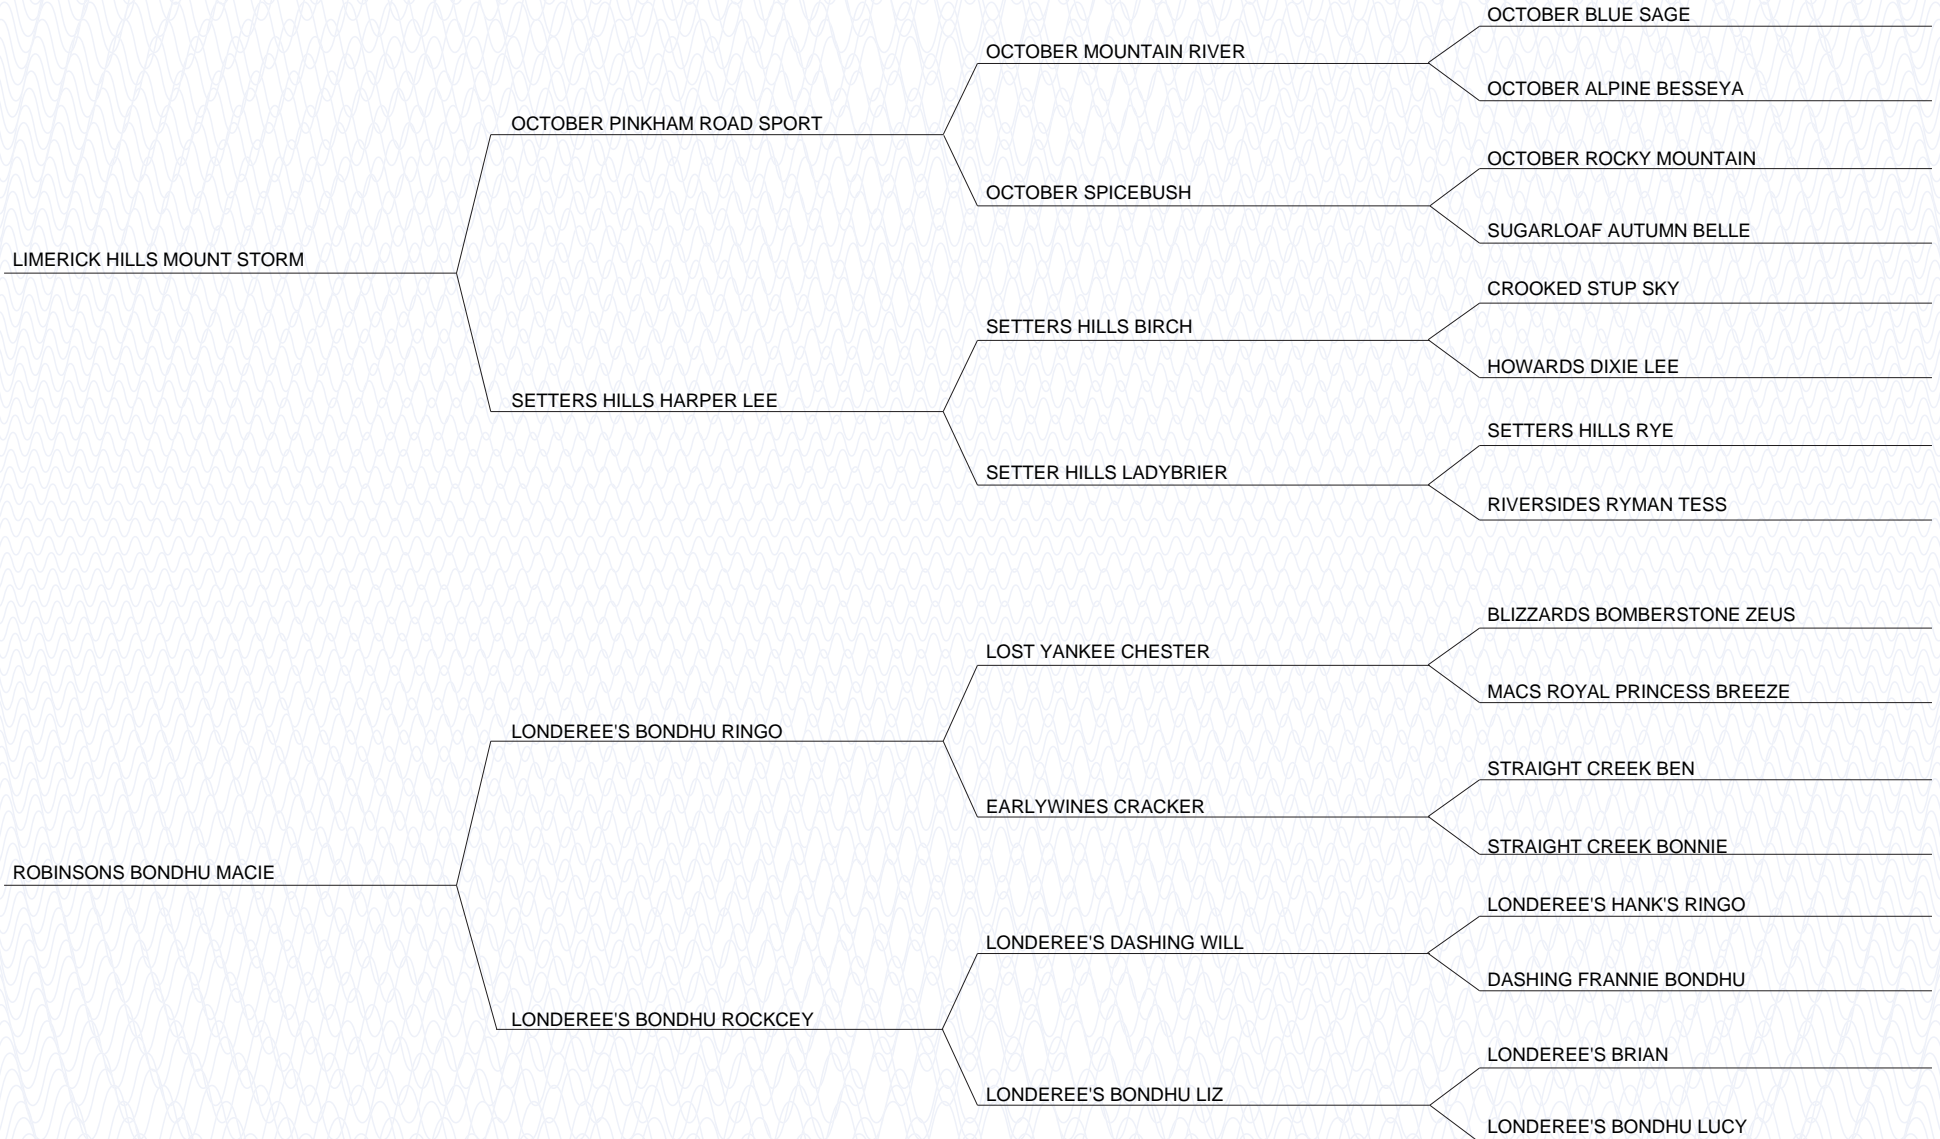 OCTOBER BLUE SAGE
OCTOBER MOUNTAIN RIVER
OCTOBER ALPINE BESSEYA
OCTOBER PINKHAM ROAD SPORT
OCTOBER ROCKY MOUNTAIN
OCTOBER SPICEBUSH
SUGARLOAF AUTUMN BELLE
LIMERICK HILLS MOUNT STORM
CROOKED STUP SKY
SETTERS HILLS BIRCH
HOWARDS DIXIE LEE
SETTERS HILLS HARPER LEE
SETTERS HILLS RYE
SETTER HILLS LADYBRIER
RIVERSIDES RYMAN TESS
BLIZZARDS BOMBERSTONE ZEUS
LOST YANKEE CHESTER
MACS ROYAL PRINCESS BREEZE
LONDEREE'S BONDHU RINGO
STRAIGHT CREEK BEN
EARLYWINES CRACKER
STRAIGHT CREEK BONNIE
ROBINSONS BONDHU MACIE
LONDEREE'S HANK'S RINGO
LONDEREE'S DASHING WILL
DASHING FRANNIE BONDHU
LONDEREE'S BONDHU ROCKCEY
LONDEREE'S BRIAN
LONDEREE'S BONDHU LIZ
LONDEREE'S BONDHU LUCY